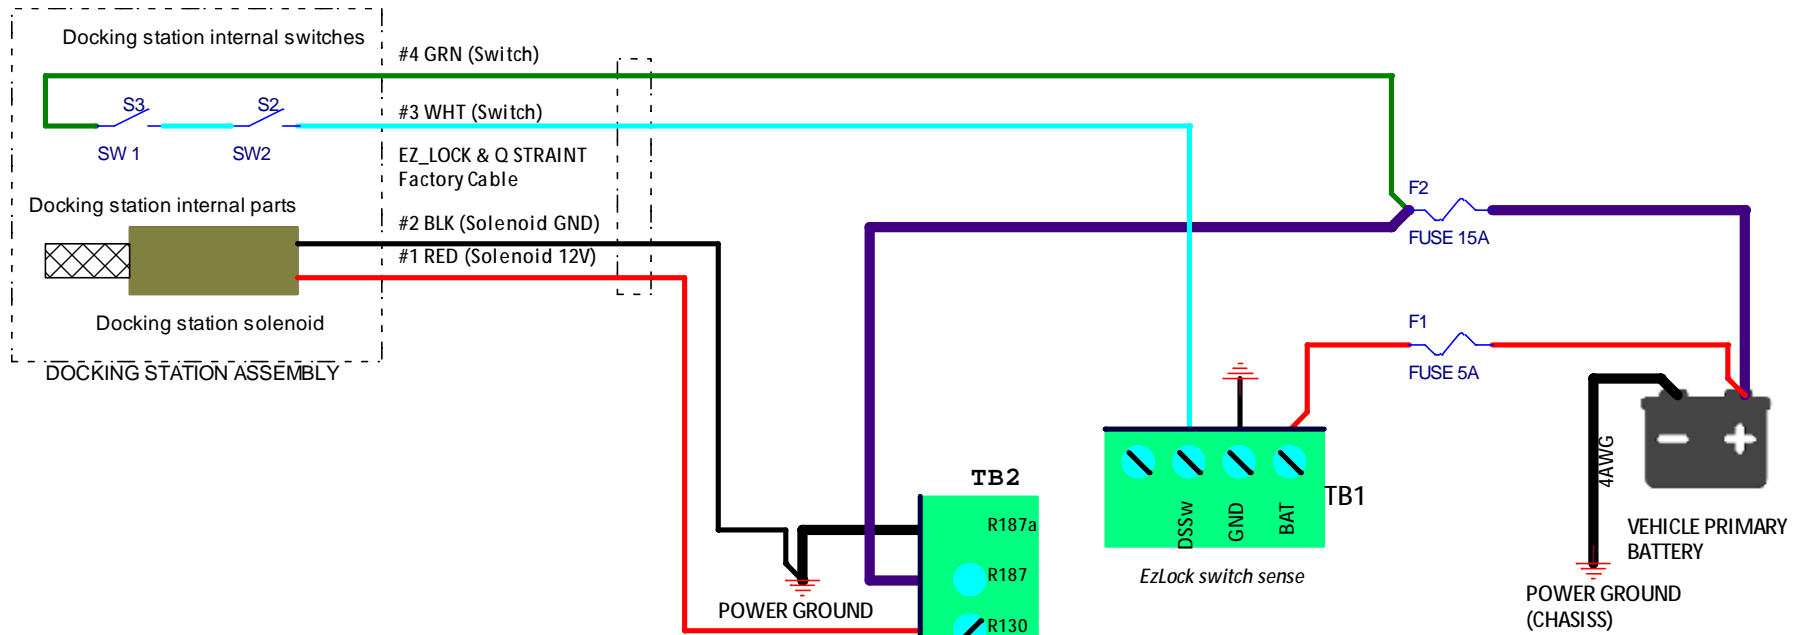 Docking station internal switches
#4 GRN (Switch)
S3
S2
#3 WHT (Switch)
SW 1
SW2
EZ_LOCK & Q STRAINT
Factory Cable
F2
FUSE 15A
Docking station internal parts
#2 BLK (Solenoid GND)
#1 RED (Solenoid 12V)
Docking station solenoid
DOCKING STATION ASSEMBLY
F1
FUSE 5A
4AWG
TB2
TB1
R187a
R187
R130
DSSw
GND
BAT
EzLock switch sense
POWER GROUND
VEHICLE PRIMARY
BATTERY
POWER GROUND
(CHASISS)